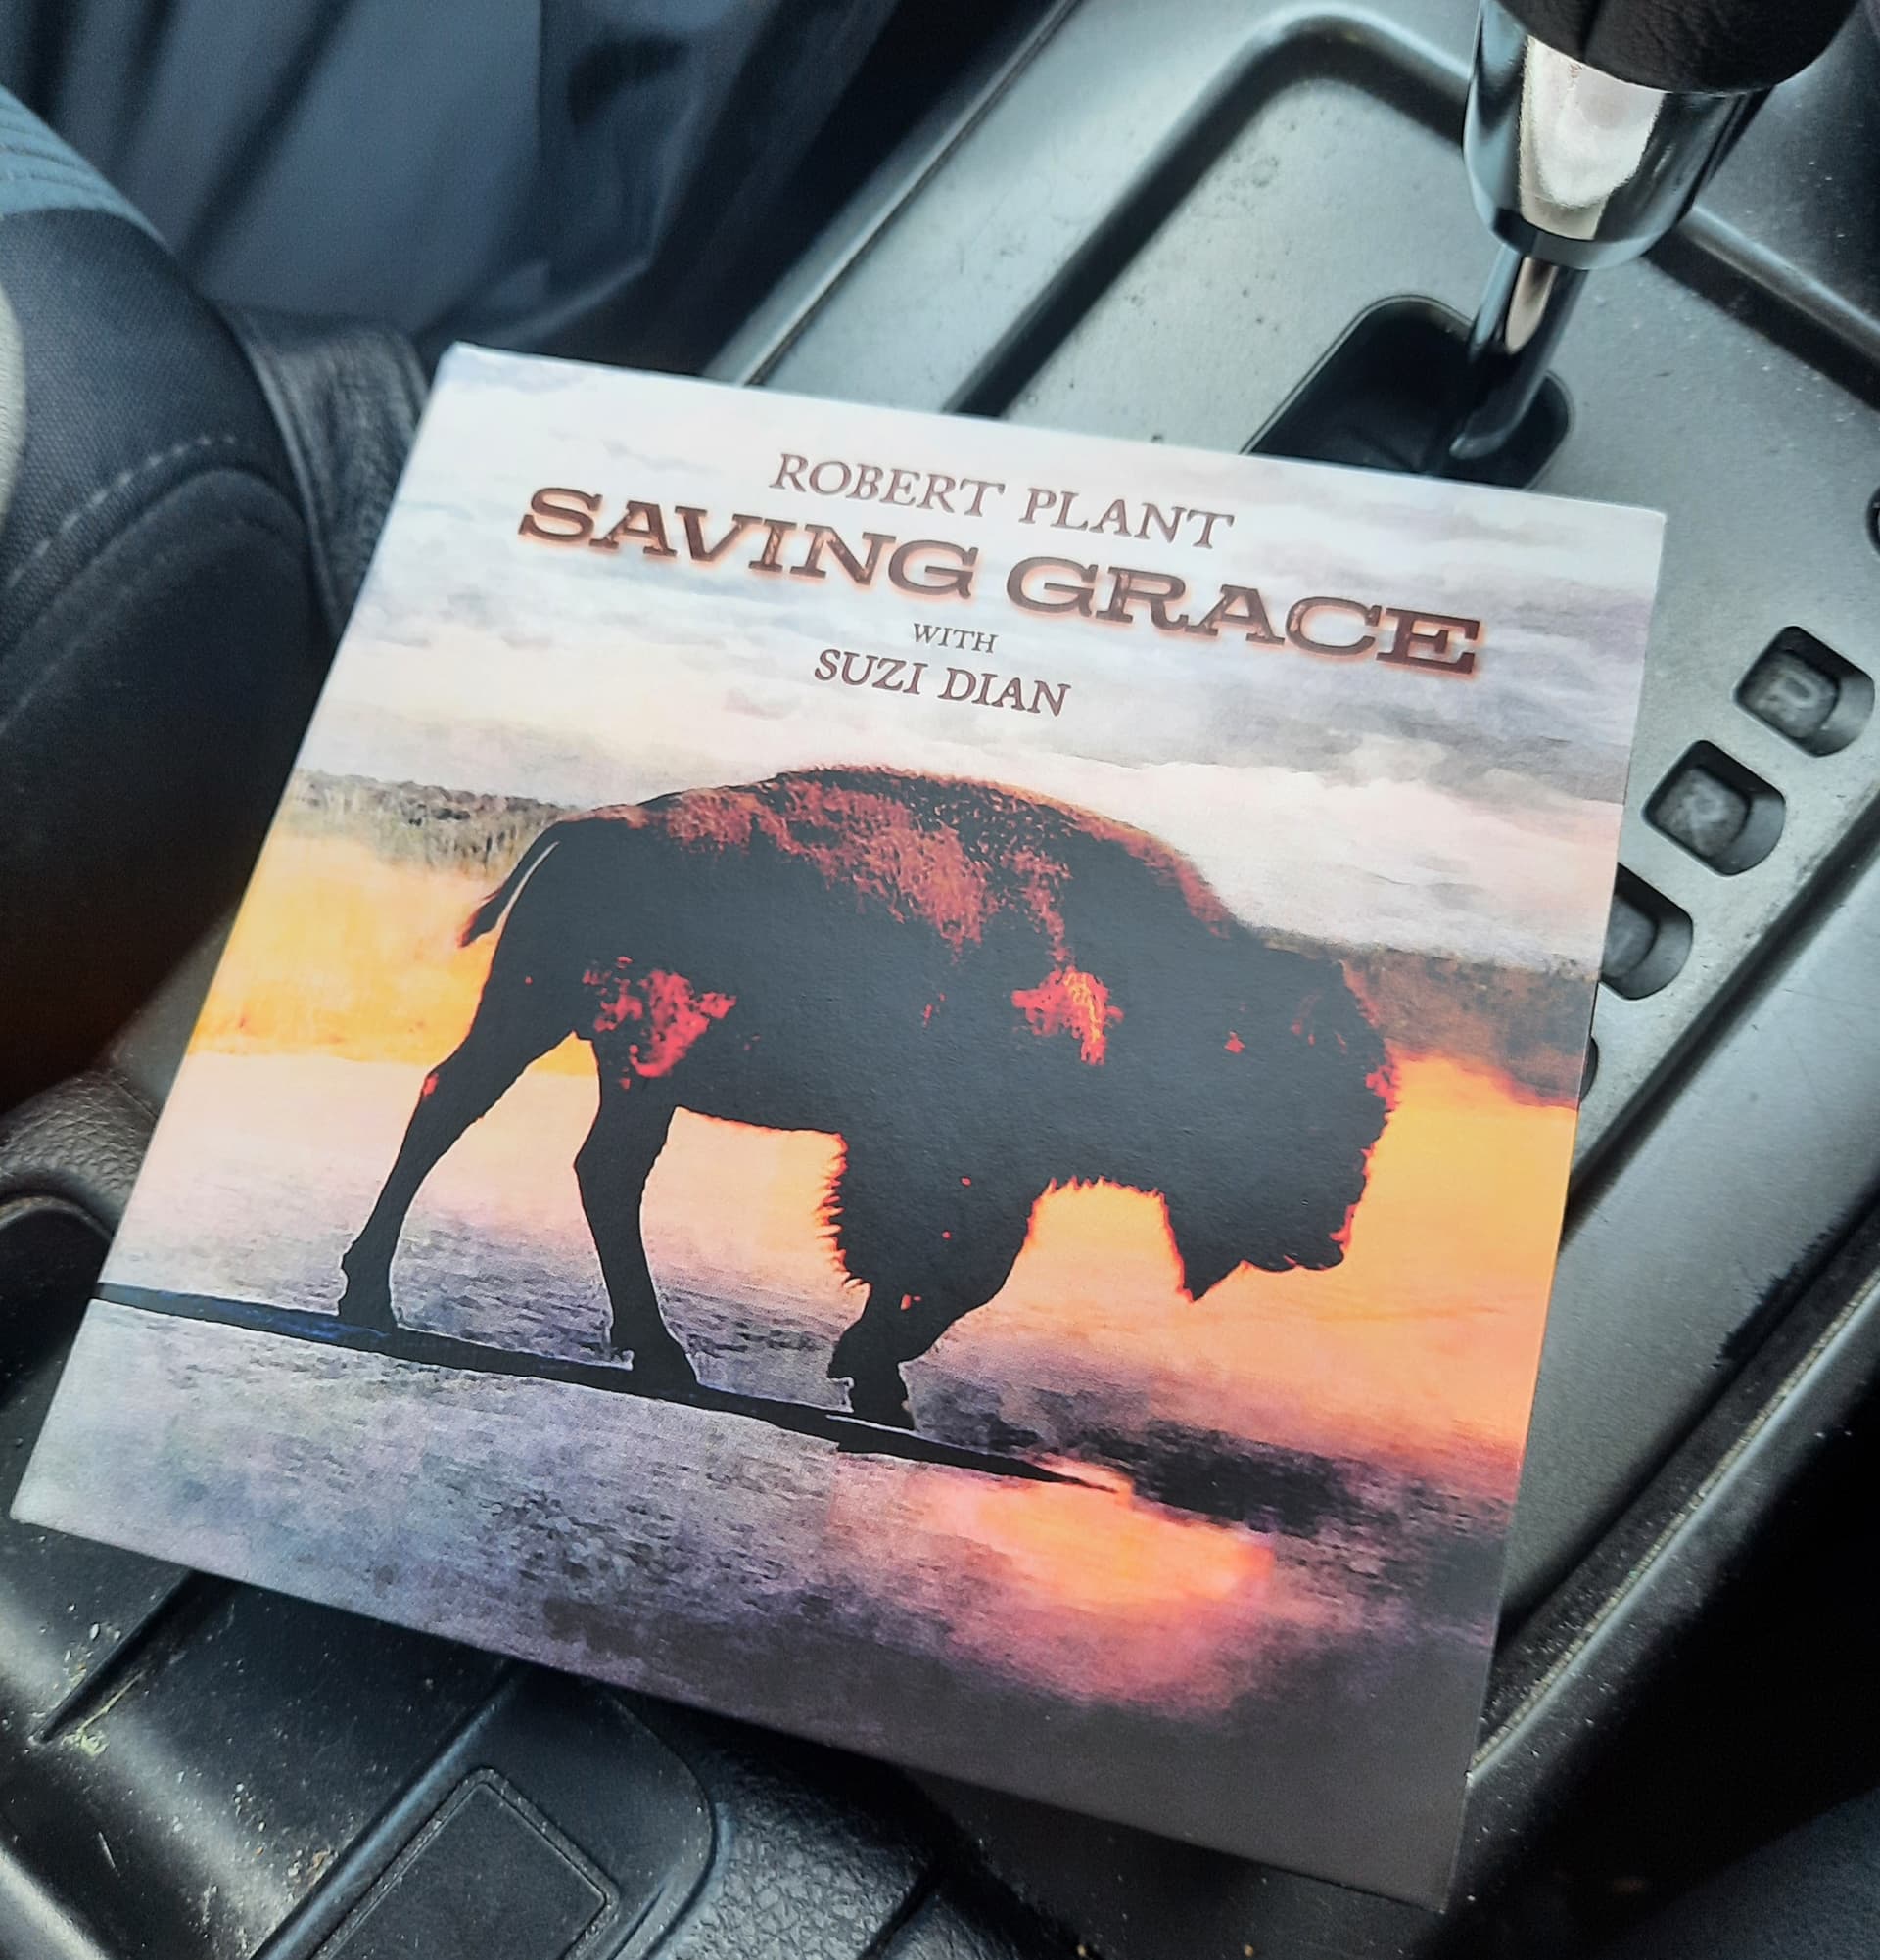 ROBERT PLANT
SAVING GRACE
WITH
SUZI DIAN
P
R